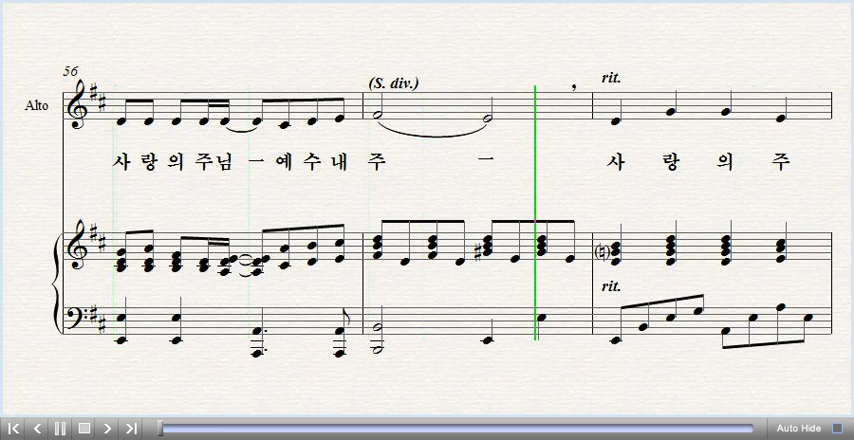 56
(S. div.)
,
rit.
Alto
사 랑 의 주 님 ㅡ 예 수 내 주 ㅡ 사 랑 의 주
rit.
Auto Hide